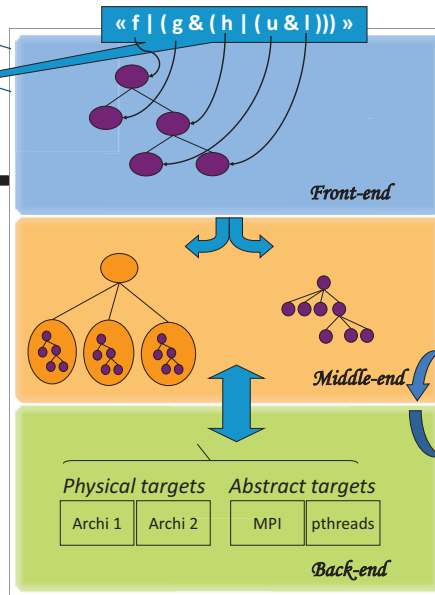 « f | ( g & ( h | ( u & l ))) »
Front-end
Middle-end
Physical targets Abstract targets
Archi 1 Archi 2 MPI pthreads
Back-end